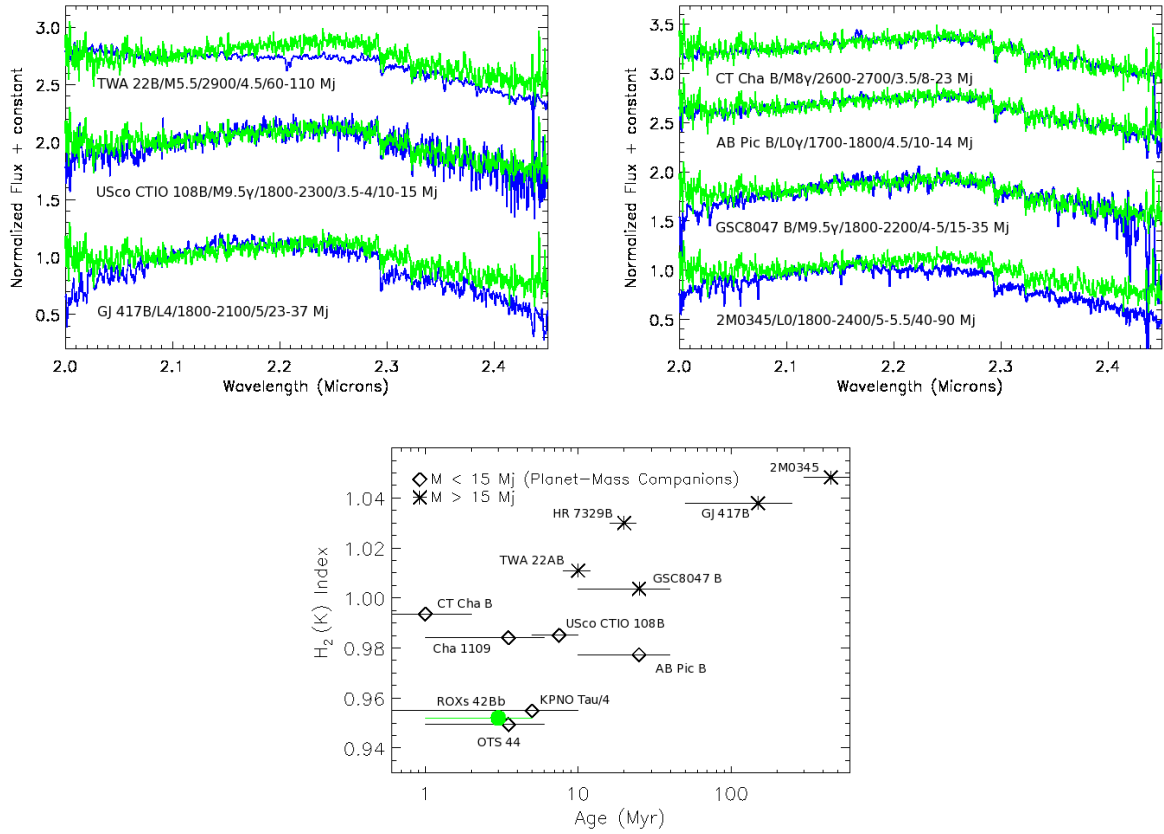 3.0
2.5
2.0
1.5
1.0
0.5
Normalized Flux + constant
TWA 22B/M5.5/2900/4.5/60-110 Mj
USco CTIO 108B/M9.5γ/1800-2300/3.5-4/10-15 Mj
GJ 417B/L4/1800-2100/5/23-37 Mj
2.0 2.1 2.2 2.3 2.4
Wavelength (Microns)
3.5
3.0
2.5
2.0
1.5
1.0
0.5
Normalized Flux + constant
CT Cha B/M8γ/2600-2700/3.5/8-23 Mj
AB Pic B/L0γ/1700-1800/4.5/10-14 Mj
GSC8047 B/M9.5γ/1800-2200/4-5/15-35 Mj
2M0345/L0/1800-2400/5-5.5/40-90 Mj
2.0 2.1 2.2 2.3 2.4
Wavelength (Microns)
M < 15 Mj (Planet-Mass Companions)
M > 15 Mj
2M0345
GJ 417B
HR 7329B
TWA 22AB
GSC8047 B
CT Cha B
USco CTIO 108B
Cha 1109
AB Pic B
ROXs 42Bb
KPNO Tau/4
OTS 44
1.04
1.02
1.00
0.98
0.96
0.94
H₂(K) Index
1 10 100
Age (Myr)